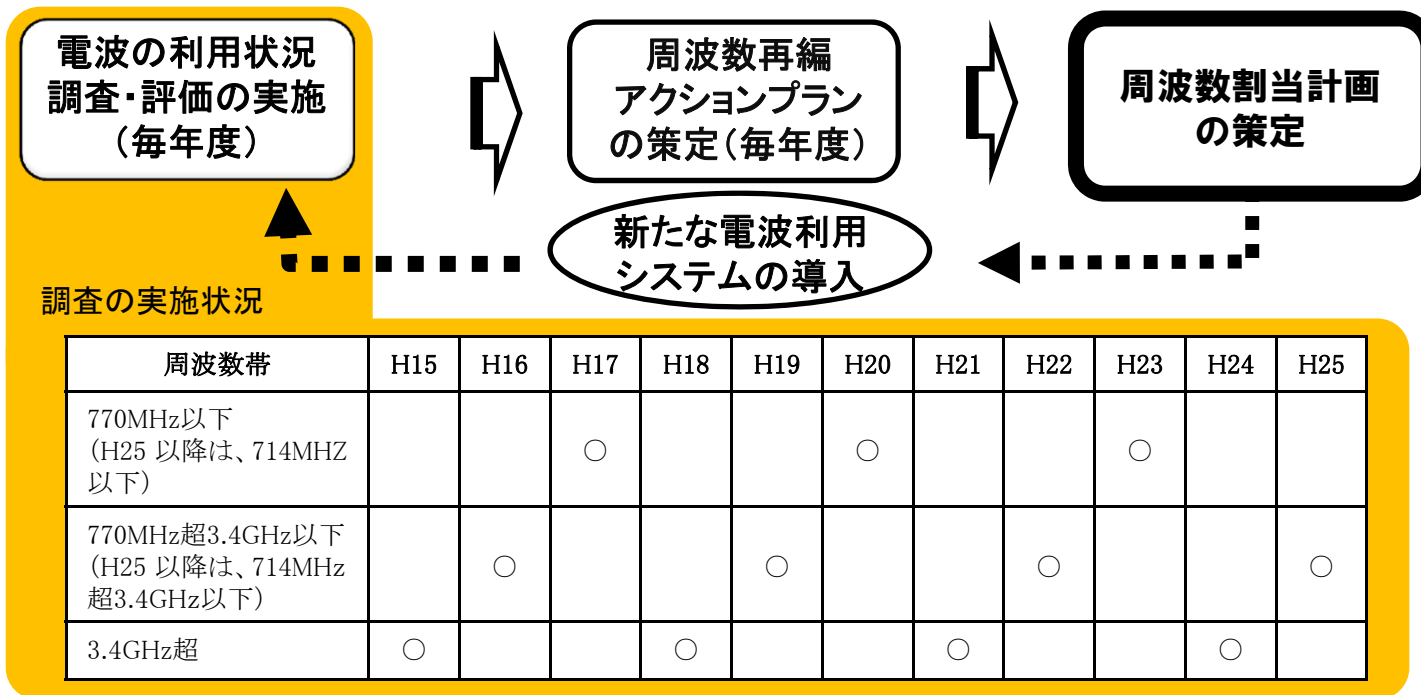 電波の利用状況
調査・評価の実施
(毎年度)
周波数再編
アクションプラン
の策定(毎年度)
周波数割当計画
の策定
新たな電波利用
システムの導入
調査の実施状況
周波数帯 H15 H16 H17 H18 H19 H20 H21 H22 H23 H24 H25
770MHz以下
(H25 以降は、714MHZ
以下)
○ ○ ○
770MHz超3.4GHz以下
(H25 以降は、714MHz
超3.4GHz以下)
○ ○ ○ ○
3.4GHz超 ○ ○ ○ ○